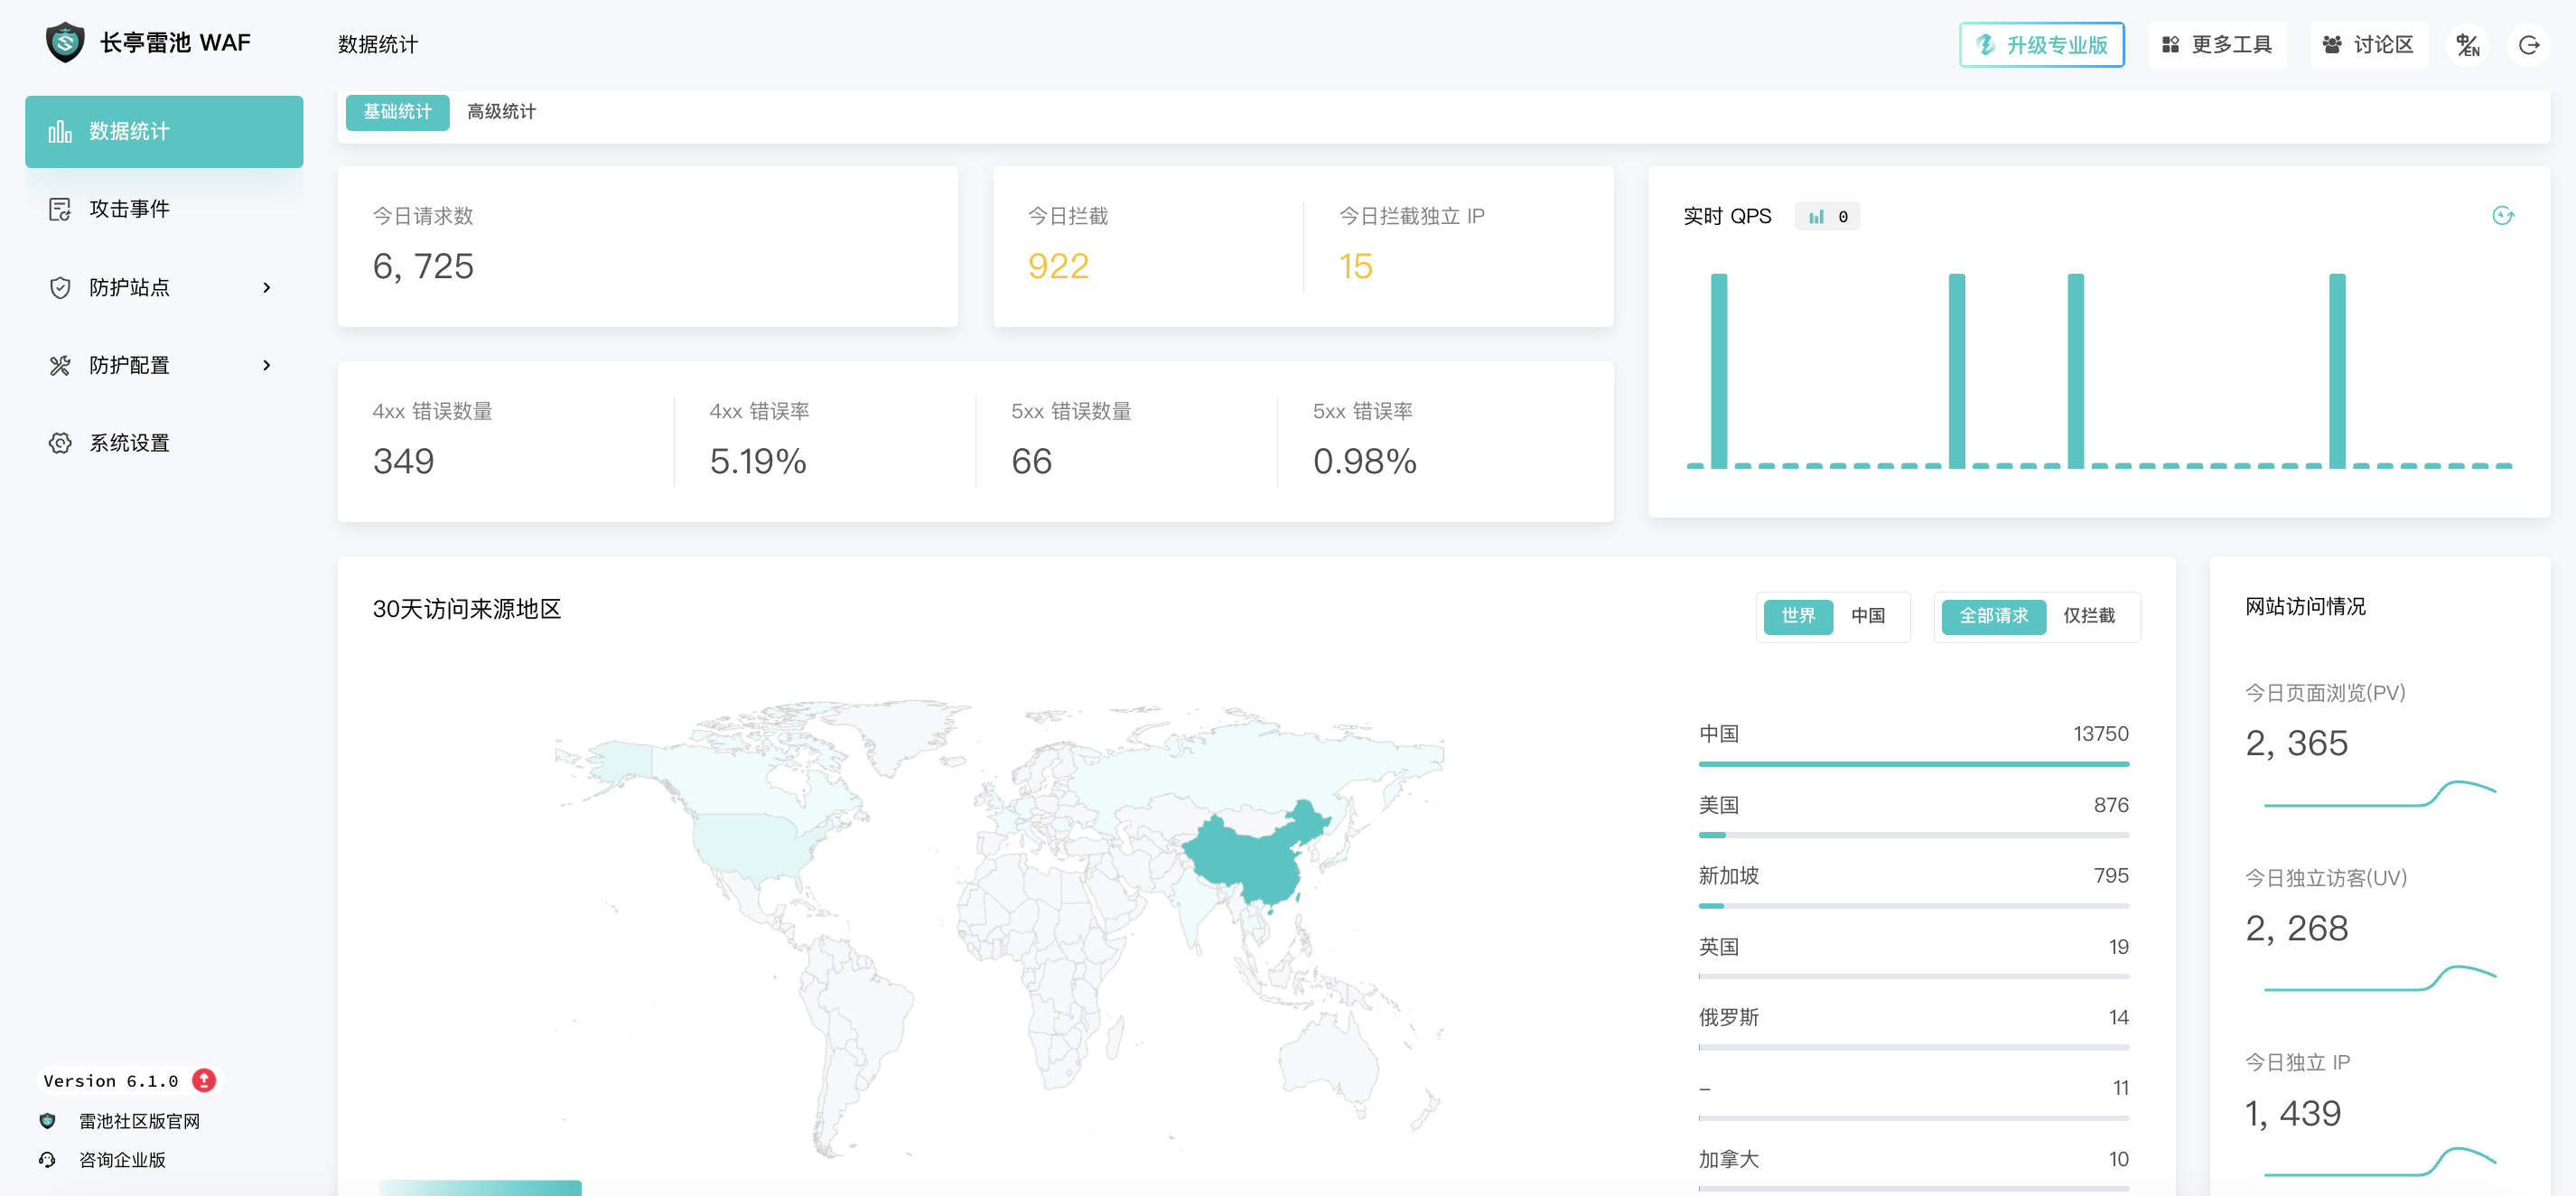 长亭雷池 WAF
数据统计
升级专业版
更多工具
讨论区
中/EN
数据统计
攻击事件
防护站点
防护配置
系统设置
Version 6.1.0
雷池社区版官网
咨询企业版
基础统计
高级统计
今日请求数
6, 725
今日拦截
922
今日拦截独立 IP
15
实时 QPS
0
4xx 错误数量
349
4xx 错误率
5.19%
5xx 错误数量
66
5xx 错误率
0.98%
30天访问来源地区
世界
中国
全部请求
仅拦截
中国 13750
美国 876
新加坡 795
英国 19
俄罗斯 14
– 11
加拿大 10
网站访问情况
今日页面浏览(PV)
2, 365
今日独立访客(UV)
2, 268
今日独立 IP
1, 439